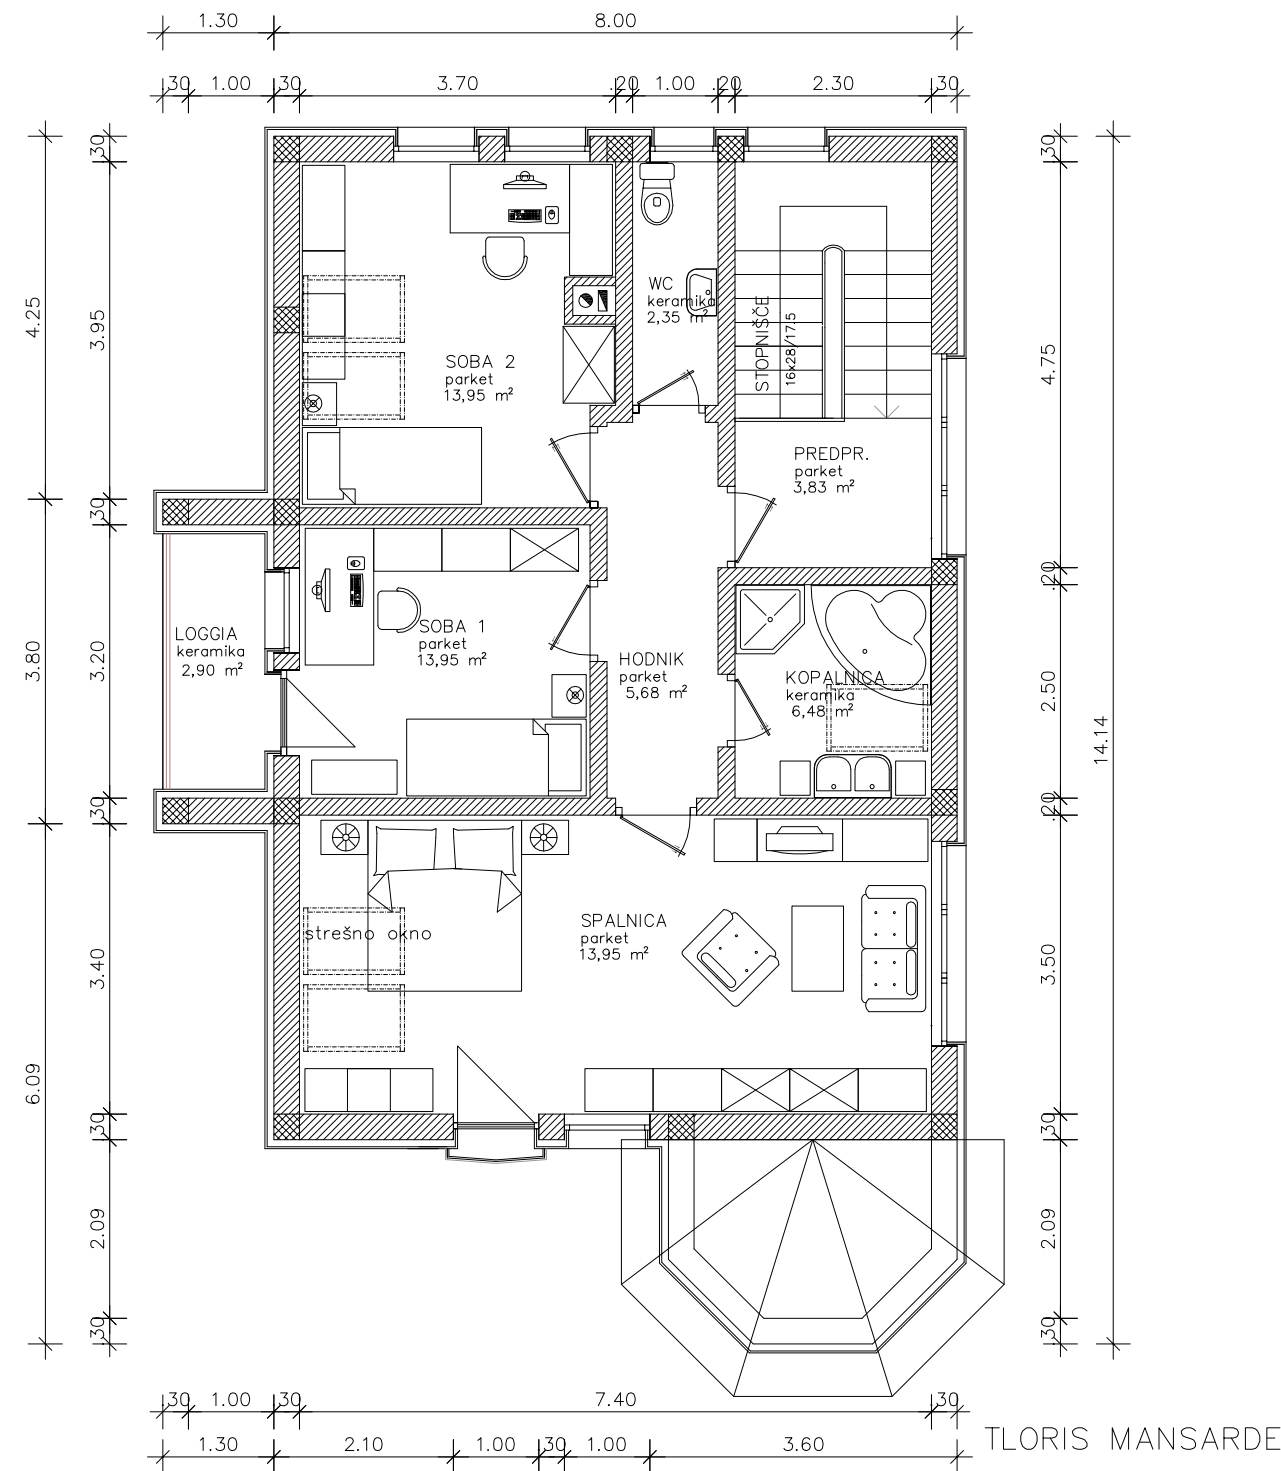 1.30
8.00
.30
1.00
.30
3.70
.20
1.00
.20
2.30
.30
4.25
3.80
6.09
.30
3.95
.30
3.20
.30
3.40
.30
2.09
.30
SOBA 2
parket
13,95 m²
WC
keramika
2,35 m²
STOPNIŠČE
16x28/17.5
PREDPR.
parket
3,83 m²
LOGGIA
keramika
2,90 m²
SOBA 1
parket
13,95 m²
HODNIK
parket
5,68 m²
KOPALNICA
keramika
6,48 m²
strešno okno
SPALNICA
parket
13,95 m²
.30
4.75
.20
2.50
.20
3.50
.30
2.09
.30
14.14
.30
1.00
.30
7.40
.30
1.30
2.10
1.00
.30
1.00
3.60
TLORIS MANSARDE